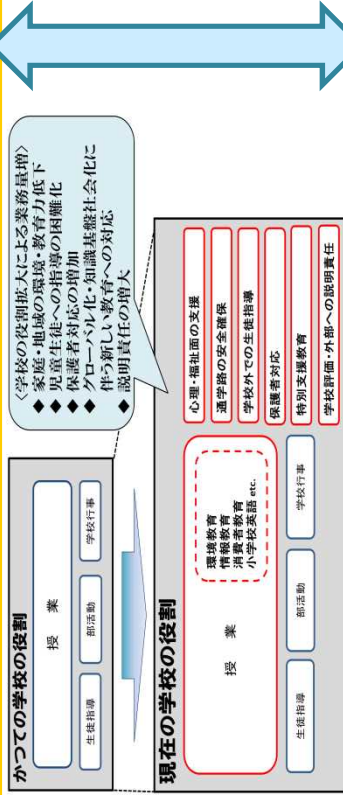 かつての学校の役割
授　業
生徒指導
部活動
学校行事
〈学校の役割拡大による業務量増〉
◆ 家庭・地域の環境・教育力低下
◆ 児童生徒への指導の困難化
◆ 保護者対応の増加
◆ グローバル化・知識基盤社会化に
伴う新しい教育への対応
◆ 説明責任の増大
現在の学校の役割
授　業
環境教育
情報教育
消費者教育
小学校英語 etc.
生徒指導
部活動
学校行事
心理・福祉面の支援
通学路の安全確保
学校外での生徒指導
保護者対応
特別支援教育
学校評価・外部への説明責任